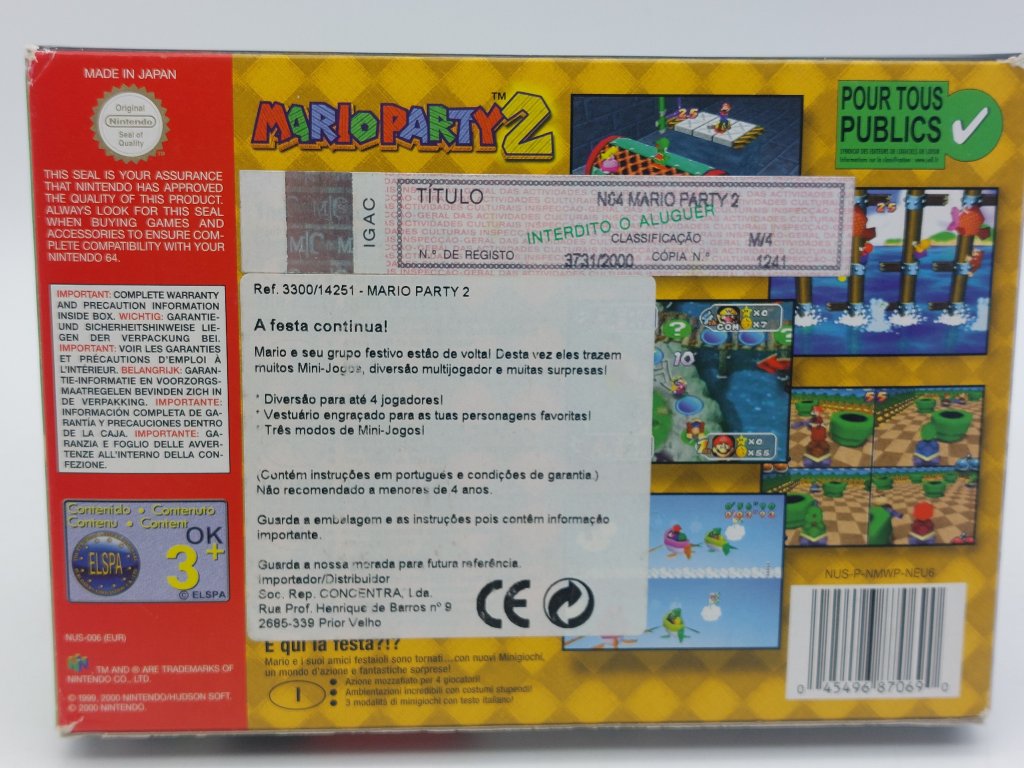 MADE IN JAPAN
Original
Nintendo
Seal of
Quality
THIS SEAL IS YOUR ASSURANCE
THAT NINTENDO HAS APPROVED
THE QUALITY OF THIS PRODUCT.
ALWAYS LOOK FOR THIS SEAL
WHEN BUYING GAMES AND
ACCESSORIES TO ENSURE COM-
PLETE COMPATIBILITY WITH YOUR
NINTENDO 64.
IMPORTANT: COMPLETE WARRANTY
AND PRECAUTION INFORMATION
INSIDE BOX. WICHTIG: GARANTIE-
UND SICHERHEITSHINWEISE LIE-
GEN DER VERPACKUNG BEI.
IMPORTANT: VOIR LES GARANTIES
ET PRÉCAUTIONS D'EMPLOI À
L'INTÉRIEUR. BELANGRIJK: GARAN-
TIE-INFORMATIE EN VOORZORGS-
MAATREGELEN BEVINDEN ZICH IN
DE VERPAKKING. IMPORTANTE:
INFORMACIÓN COMPLETA DE GA-
RANTÍA Y PRECAUCIONES DENTRO
DE LA CAJA. IMPORTANTE: GA-
RANZIA E FOGLIO DELLE AVVER-
TENZE ALL'INTERNO DELLA CON-
FEZIONE.
Contenido • Contenuto
Contenu • Content
ELSPA
OK
3+
© ELSPA
NUS-006 (EUR)
TM AND ® ARE TRADEMARKS OF
NINTENDO CO., LTD.
© 1999, 2000 NINTENDO/HUDSON SOFT.
© 2000 NINTENDO.
MARIO PARTY 2™
POUR TOUS
PUBLICS
IGAC
TÍTULO N64 MARIO PARTY 2
INTERDITO O ALUGUER
CLASSIFICAÇÃO M/4
N.º DE REGISTO 3731/2000 CÓPIA N.º 1241
Ref. 3300/14251 - MARIO PARTY 2
A festa continua!
Mario e seu grupo festivo estão de volta! Desta vez eles trazem
muitos Mini-Jogos, diversão multijogador e muitas surpresas!
* Diversão para até 4 jogadores!
* Vestuário engraçado para as tuas personagens favoritas!
* Três modos de Mini-Jogos!
(Contém instruções em português e condições de garantia.)
Não recomendado a menores de 4 anos.
Guarda a embalagem e as instruções pois contêm informação
importante.
Guarda a nossa morada para futura referência.
Importador/Distribuidor
Soc. Rep. CONCENTRA, Lda.
Rua Prof. Henrique de Barros nº 9
2685-339 Prior Velho
CE
E qui la festa?!?
Mario e i suoi amici festaioli sono tornati...con nuovi Minigiochi,
un mondo d'azione e fantastiche sorprese!
I
• Azione mozzafiato per 4 giocatori!
• Ambientazioni incredibili con costumi stupendi!
• 3 modalità di minigiochi con testo italiano!
25
25
COM
x0
x7
10
1
x0
x55
55
NUS-P-NMWP-NEU6
0 45496 87069 0